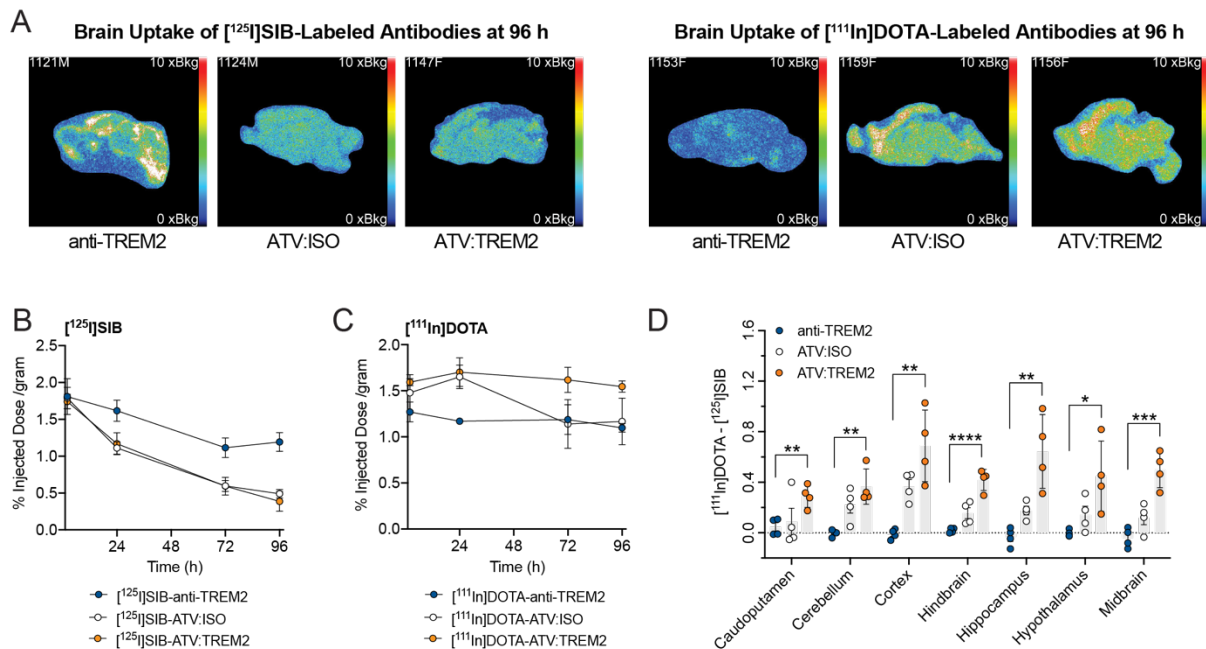 A
Brain Uptake of [¹²⁵I]SIB-Labeled Antibodies at 96 h
Brain Uptake of [¹¹¹In]DOTA-Labeled Antibodies at 96 h
1121M 10 xBkg
0 xBkg
anti-TREM2
1124M 10 xBkg
0 xBkg
ATV:ISO
1147F 10 xBkg
0 xBkg
ATV:TREM2
1153F 10 xBkg
0 xBkg
anti-TREM2
1159F 10 xBkg
0 xBkg
ATV:ISO
1156F 10 xBkg
0 xBkg
ATV:TREM2
B
[¹²⁵I]SIB
% Injected Dose /gram
2.5
2.0
1.5
1.0
0.5
0.0
24 48 72 96
Time (h)
[¹²⁵I]SIB-anti-TREM2
[¹²⁵I]SIB-ATV:ISO
[¹²⁵I]SIB-ATV:TREM2
C
[¹¹¹In]DOTA
% Injected Dose /gram
2.0
1.5
1.0
0.5
0.0
24 48 72 96
Time (h)
[¹¹¹In]DOTA-anti-TREM2
[¹¹¹In]DOTA-ATV:ISO
[¹¹¹In]DOTA-ATV:TREM2
D
anti-TREM2
ATV:ISO
ATV:TREM2
[¹¹¹In]DOTA - [¹²⁵I]SIB
1.6
1.2
0.8
0.4
0.0
**
**
**
****
**
*
***
Caudoputamen
Cerebellum
Cortex
Hindbrain
Hippocampus
Hypothalamus
Midbrain